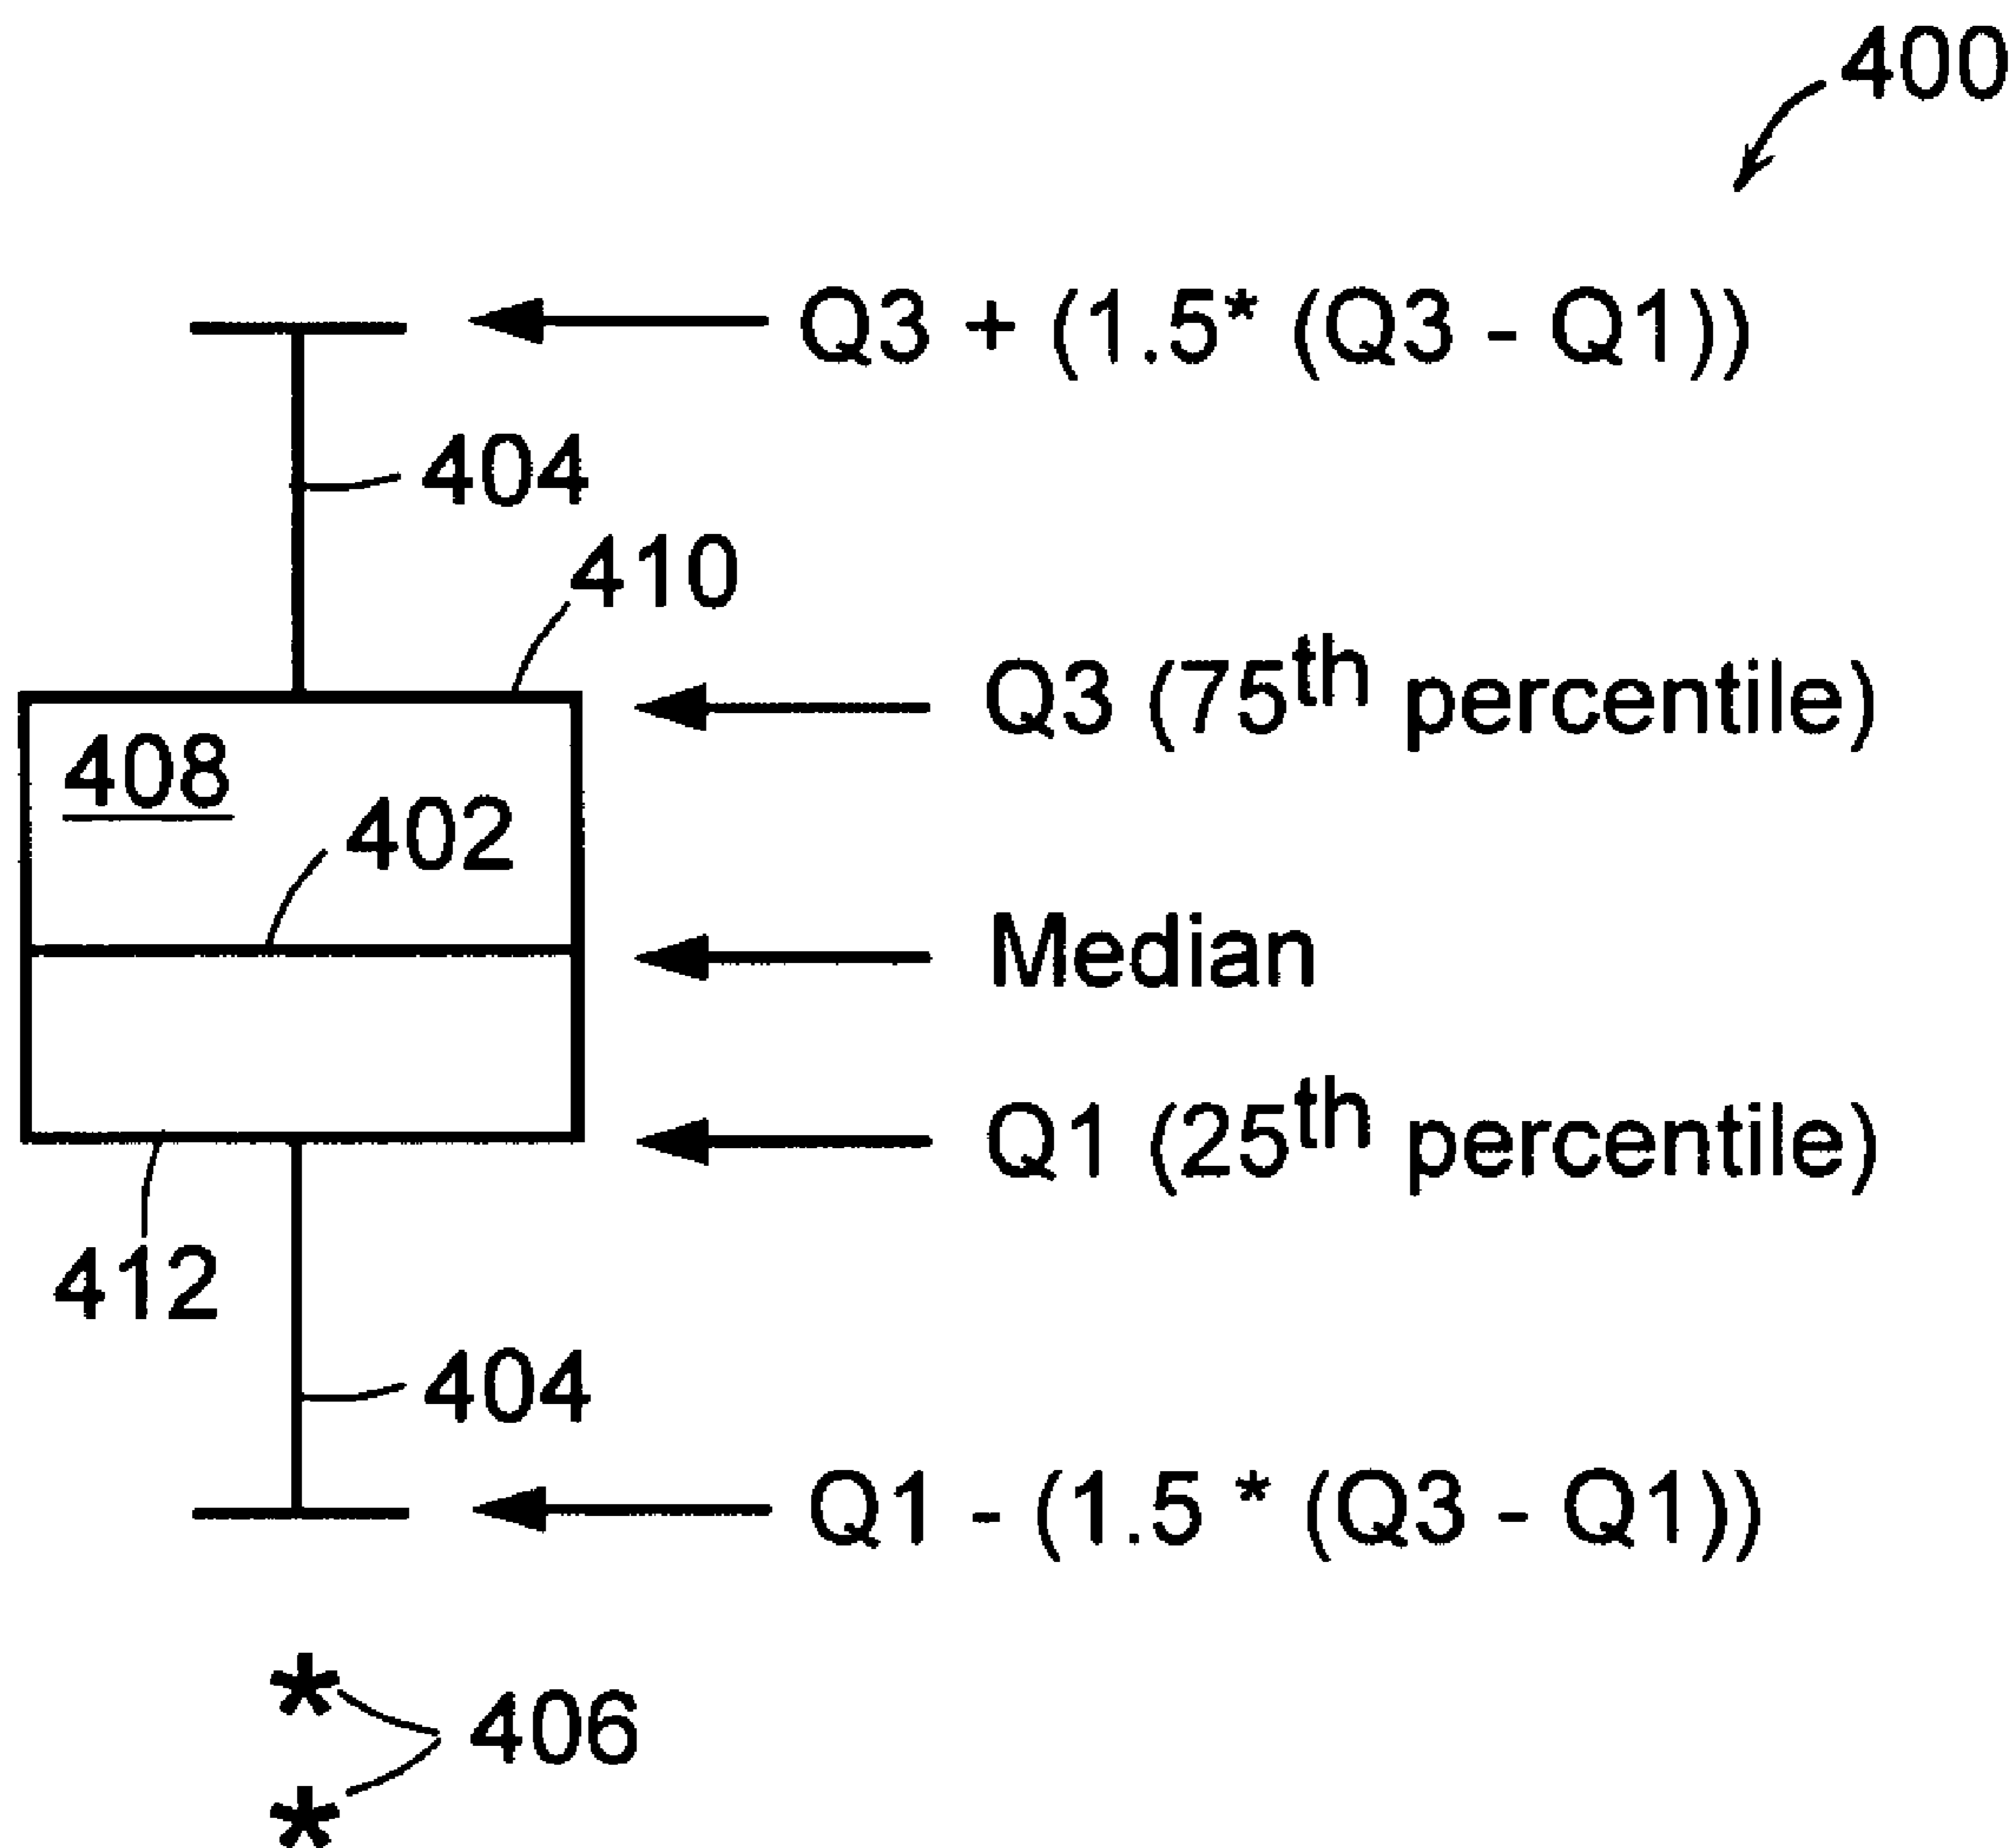 400
Q3 + (1.5* (Q3 - Q1))
404
410
Q3 (75th percentile)
408
402
Median
Q1 (25th percentile)
412
404
Q1 - (1.5 * (Q3 - Q1))
*
406
*